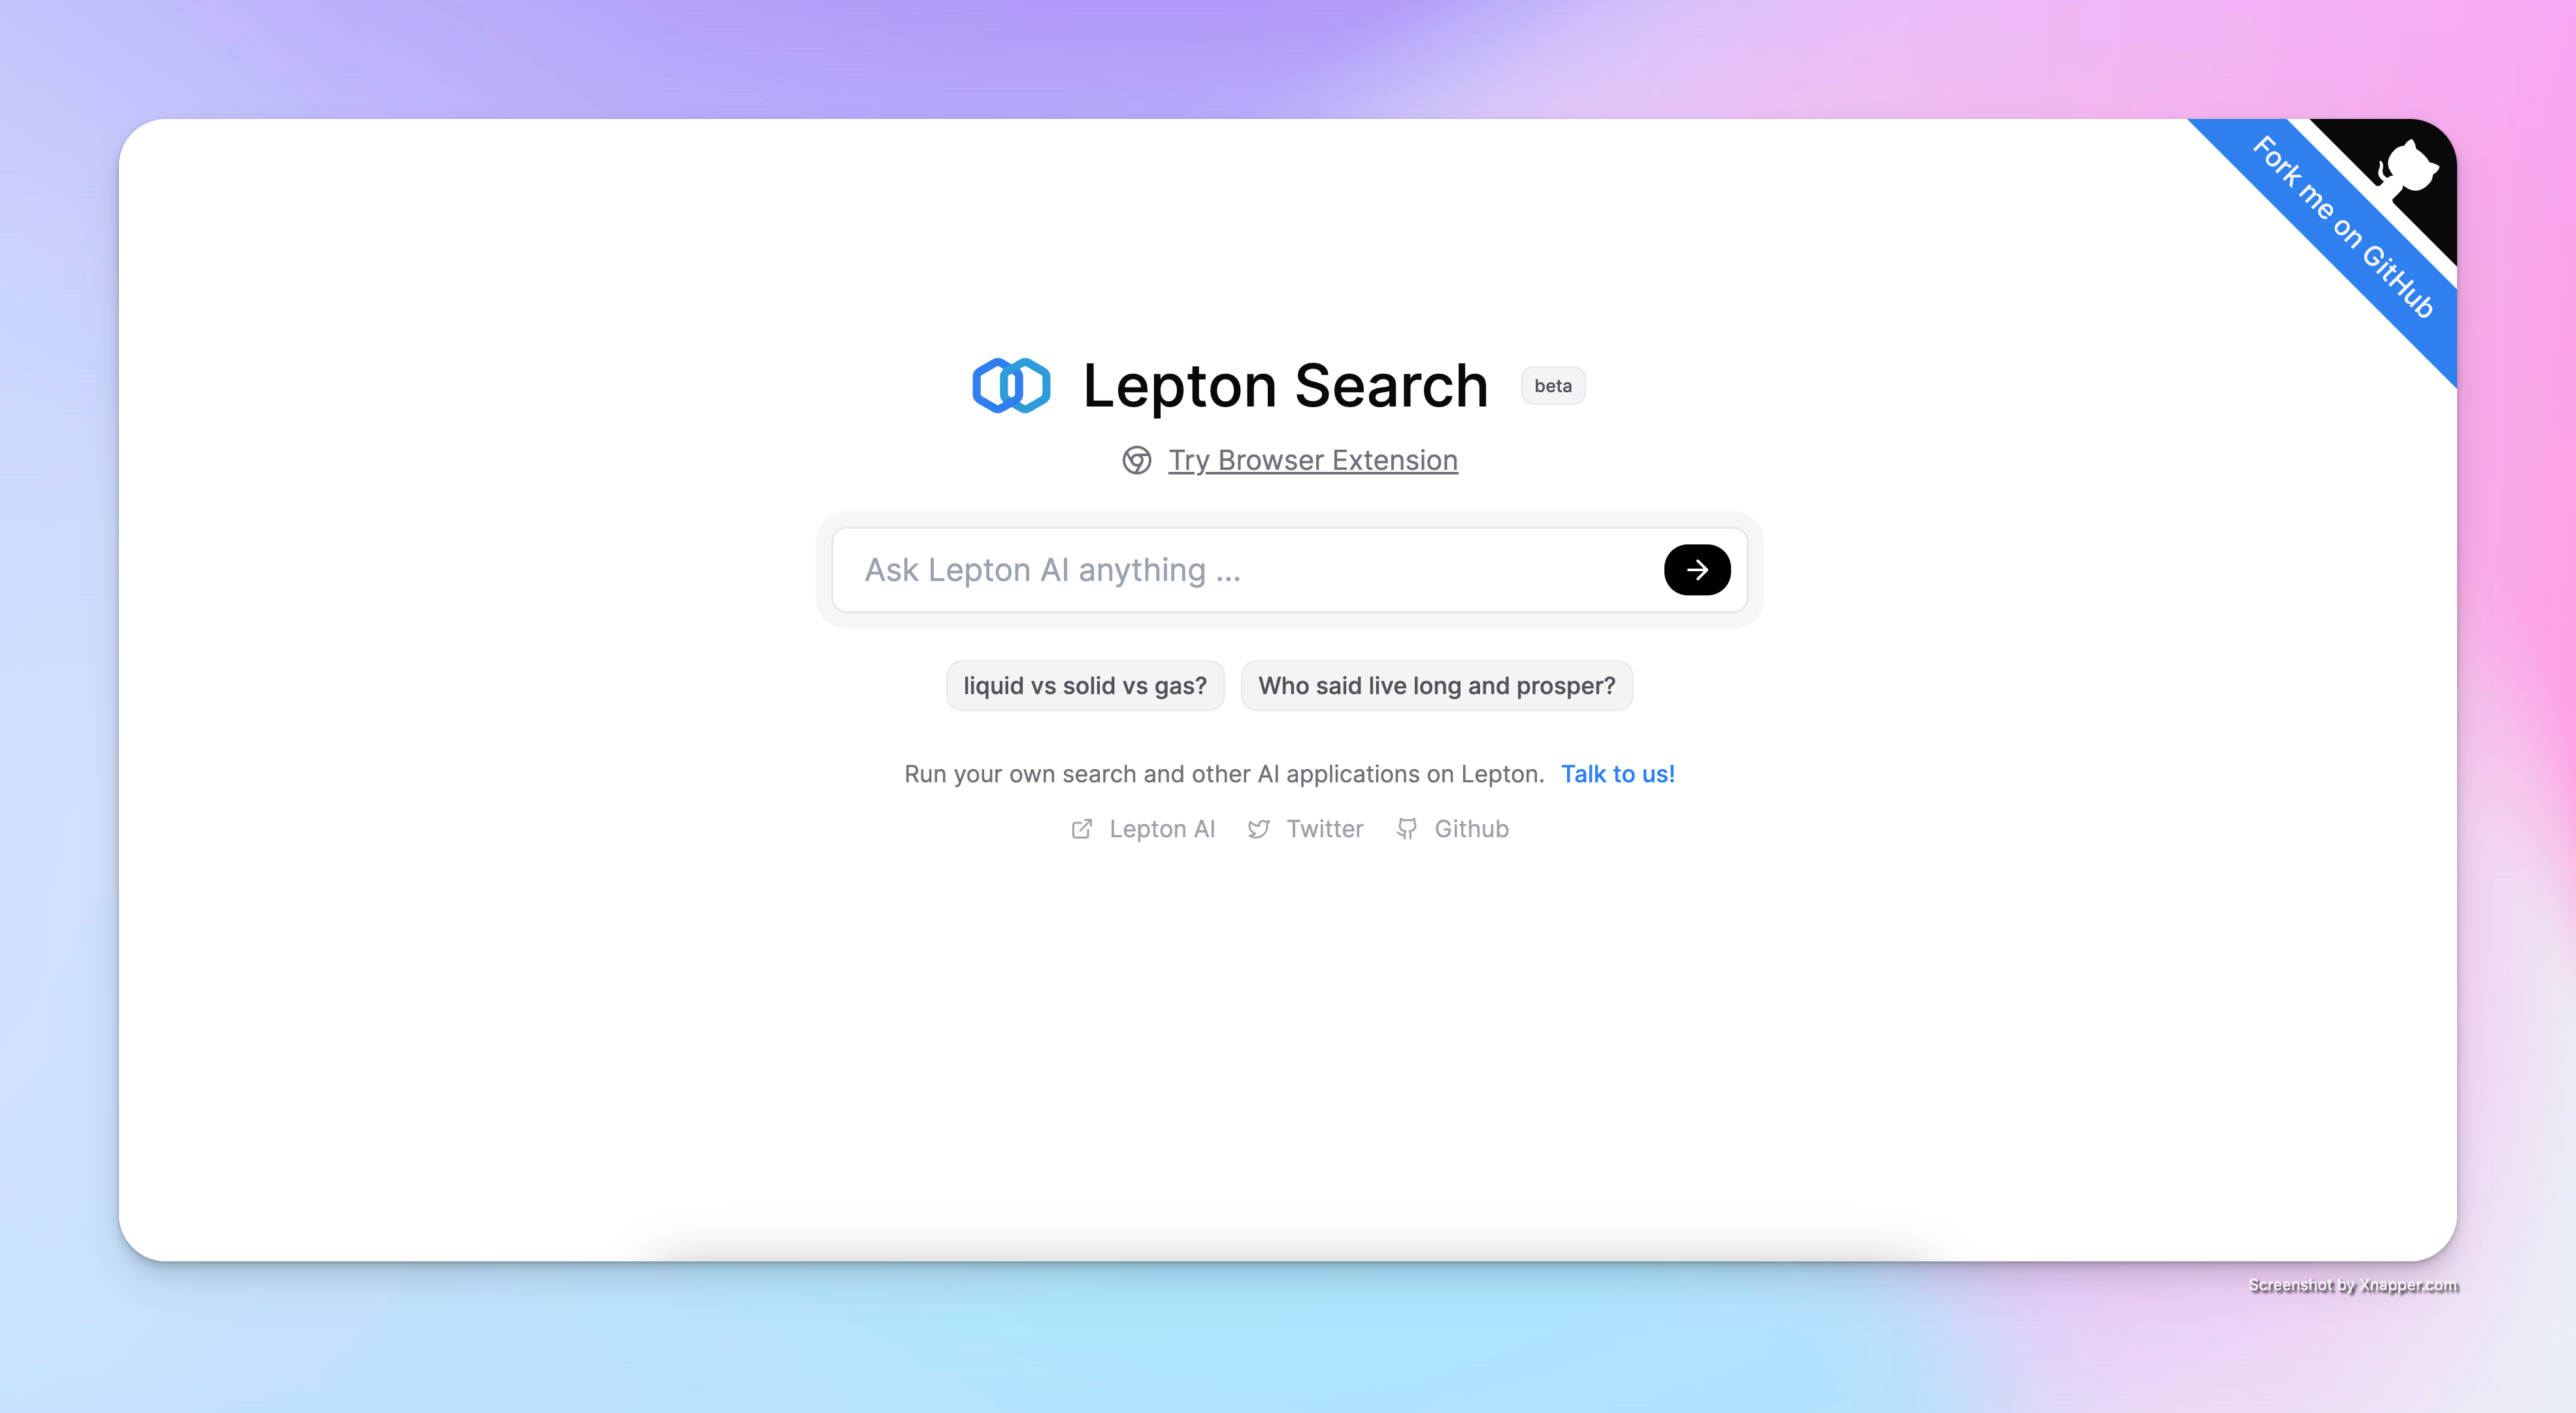 Fork me on GitHub
Lepton Search beta
Try Browser Extension
Ask Lepton AI anything ...
liquid vs solid vs gas? Who said live long and prosper?
Run your own search and other AI applications on Lepton. Talk to us!
Lepton AI Twitter Github
Screenshot by Xnapper.com